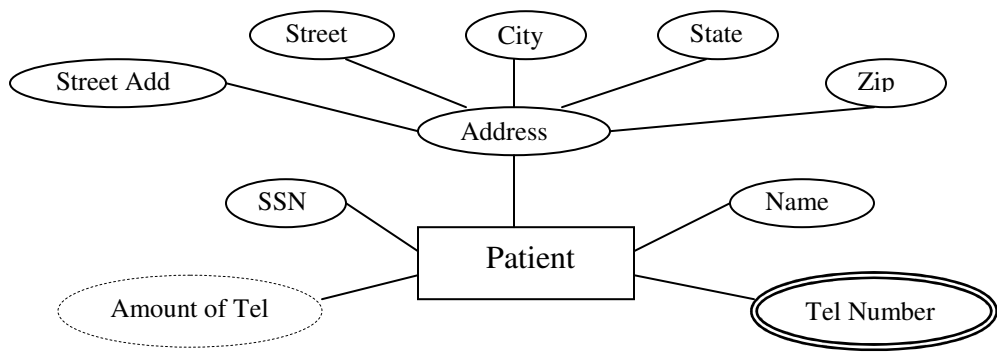 Street
City
State
Street Add
Zip
Address
SSN
Name
Patient
Amount of Tel
Tel Number